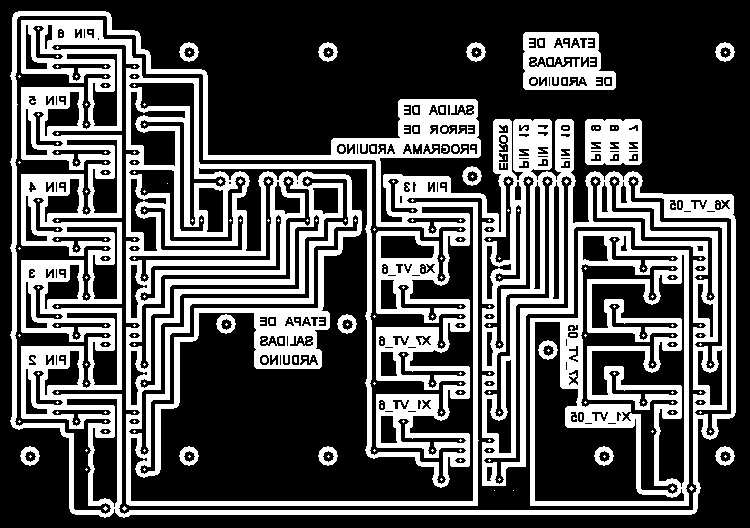 PIN 6
ETAPA DE
ENTRADAS
DE ARDUINO
PIN 5
SALIDA DE
ERROR DE
PROGRAMA ARDUINO
ERROR
PIN 12
PIN 11
PIN 10
PIN 9
PIN 8
PIN 7
PIN 4
PIN 13
X6_VT_05
PIN 3
X6_VT_6
ETAPA DE
SALIDAS
ARDUINO
X7_VT_6
X7_VT_05
PIN 2
X1_VT_6
X1_VT_05